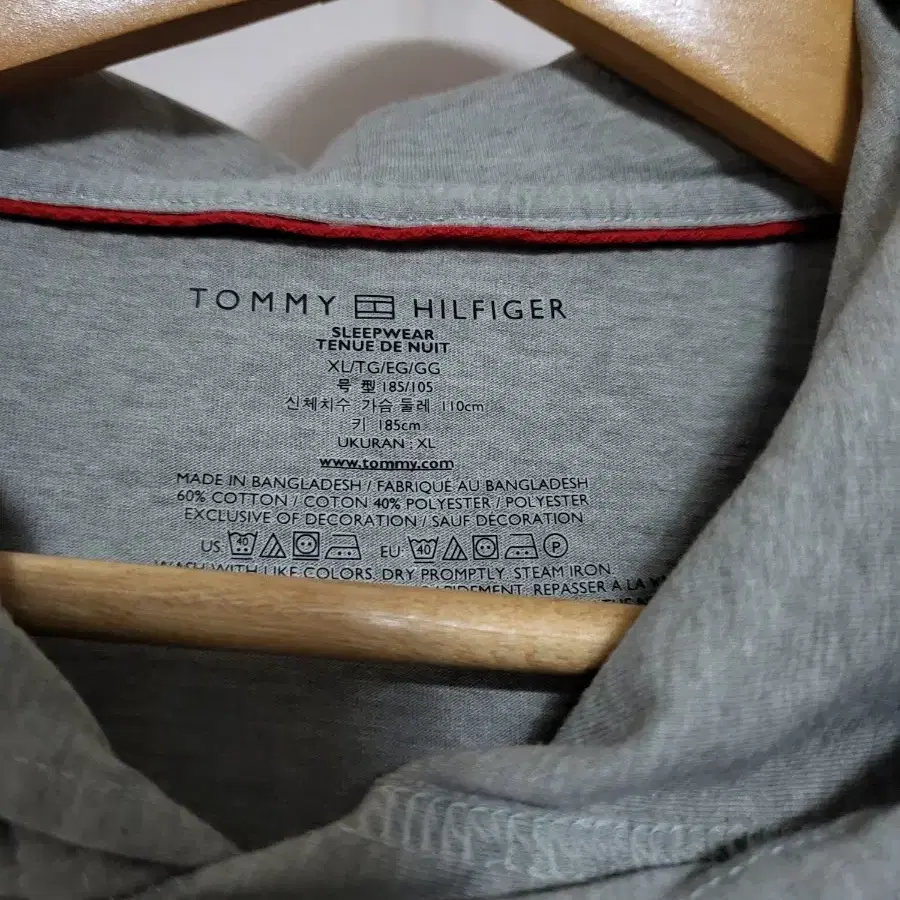 TOMMY HILFIGER
SLEEPWEAR
TENUE DE NUIT
XL/TG/EG/GG
号 型 185/105
신체치수 가슴 둘레 110cm
키 185cm
UKURAN : XL
www.tommy.com
MADE IN BANGLADESH / FABRIQUE AU BANGLADESH
60% COTTON / COTON 40% POLYESTER / POLYESTER
EXCLUSIVE OF DECORATION / SAUF DECORATION
US: 40 EU: 40 P
WASH WITH LIKE COLORS. DRY PROMPTLY. STEAM IRON.
RAPIDEMENT. REPASSER A LA